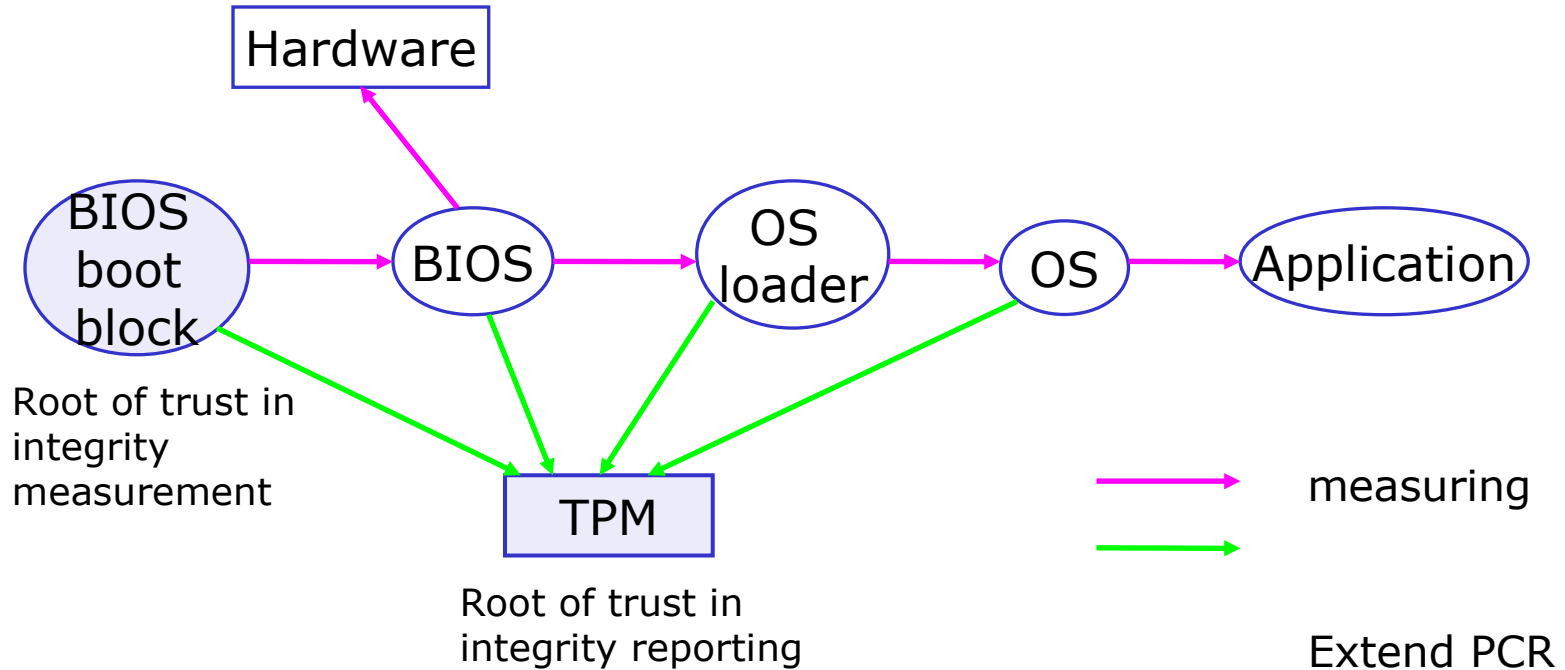 Hardware
BIOS
boot
block
BIOS
OS
loader
OS
Application
Root of trust in
integrity
measurement
TPM
measuring
Root of trust in
integrity reporting
Extend PCR